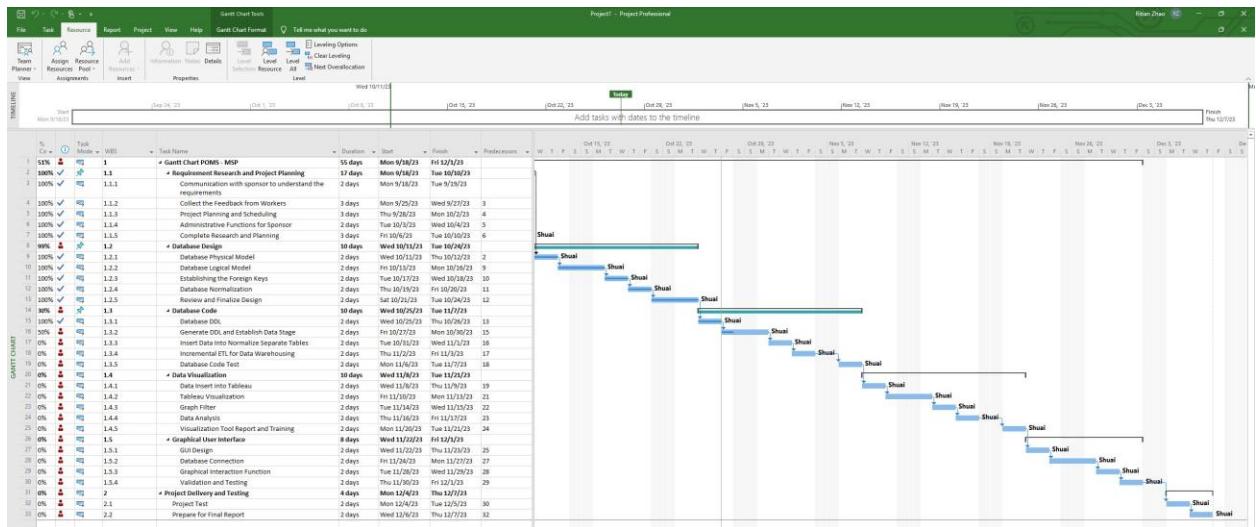 Gantt Chart Tools
Project1 - Project Professional
File Task Resource Report Project View Help Gantt Chart Format Tell me what you want to do
Team Planner
View
Assign Resources
Resource Pool
Assignments
Add Resources
Insert
Information Notes Details
Properties
Level Selection
Level Resource
Level All
Leveling Options
Clear Leveling
Next Overallocation
Level
TIMELINE
Wed 10/11/23
Today
Start
Mon 9/18/23
Sep 24, '23 Oct 1, '23 Oct 8, '23 Oct 15, '23 Oct 22, '23 Oct 29, '23 Nov 5, '23 Nov 12, '23 Nov 19, '23 Nov 26, '23 Dec 3, '23
Add tasks with dates to the timeline
Finish
Thu 12/7/23
GANTT CHART
% Co Task Mode WBS Task Name Duration Start Finish Predecessors
1 51% 1 Gantt Chart POMS - MSP 55 days Mon 9/18/23 Fri 12/1/23
2 100% 1.1 Requirement Research and Project Planning 17 days Mon 9/18/23 Tue 10/10/23
3 100% 1.1.1 Communication with sponsor to understand the requirements 2 days Mon 9/18/23 Tue 9/19/23
4 100% 1.1.2 Collect the Feedback from Workers 3 days Mon 9/25/23 Wed 9/27/23 3
5 100% 1.1.3 Project Planning and Scheduling 3 days Thu 9/28/23 Mon 10/2/23 4
6 100% 1.1.4 Administrative Functions for Sponsor 2 days Tue 10/3/23 Wed 10/4/23 5
7 100% 1.1.5 Complete Research and Planning 3 days Fri 10/6/23 Tue 10/10/23 6 Shuai
8 99% 1.2 Database Design 10 days Wed 10/11/23 Tue 10/24/23
9 100% 1.2.1 Database Physical Model 2 days Wed 10/11/23 Thu 10/12/23 2 Shuai
10 100% 1.2.2 Database Logical Model 2 days Fri 10/13/23 Mon 10/16/23 9 Shuai
11 100% 1.2.3 Establishing the Foreign Keys 2 days Tue 10/17/23 Wed 10/18/23 10 Shuai
12 100% 1.2.4 Database Normalization 2 days Thu 10/19/23 Fri 10/20/23 11 Shuai
13 100% 1.2.5 Review and Finalize Design 2 days Sat 10/21/23 Tue 10/24/23 12 Shuai
14 30% 1.3 Database Code 10 days Wed 10/25/23 Tue 11/7/23
15 100% 1.3.1 Database DDL 2 days Wed 10/25/23 Thu 10/26/23 13 Shuai
16 50% 1.3.2 Generate DDL and Establish Data Stage 2 days Fri 10/27/23 Mon 10/30/23 15 Shuai
17 0% 1.3.3 Insert Data Into Normalize Separate Tables 2 days Tue 10/31/23 Wed 11/1/23 16 Shuai
18 0% 1.3.4 Incremental ETL for Data Warehousing 2 days Thu 11/2/23 Fri 11/3/23 17 Shuai
19 0% 1.3.5 Database Code Test 2 days Mon 11/6/23 Tue 11/7/23 18 Shuai
20 0% 1.4 Data Visualization 10 days Wed 11/8/23 Tue 11/21/23
21 0% 1.4.1 Data Insert into Tableau 2 days Wed 11/8/23 Thu 11/9/23 19 Shuai
22 0% 1.4.2 Tableau Visualization 2 days Fri 11/10/23 Mon 11/13/23 21 Shuai
23 0% 1.4.3 Graph Filter 2 days Tue 11/14/23 Wed 11/15/23 22 Shuai
24 0% 1.4.4 Data Analysis 2 days Thu 11/16/23 Fri 11/17/23 23 Shuai
25 0% 1.4.5 Visualization Tool Report and Training 2 days Mon 11/20/23 Tue 11/21/23 24 Shuai
26 0% 1.5 Graphical User Interface 8 days Wed 11/22/23 Fri 12/1/23
27 0% 1.5.1 GUI Design 2 days Wed 11/22/23 Thu 11/23/23 25 Shuai
28 0% 1.5.2 Database Connection 2 days Fri 11/24/23 Mon 11/27/23 27 Shuai
29 0% 1.5.3 Graphical Interaction Function 2 days Tue 11/28/23 Wed 11/29/23 28 Shuai
30 0% 1.5.4 Validation and Testing 2 days Thu 11/30/23 Fri 12/1/23 29 Shuai
31 0% 2 Project Delivery and Testing 4 days Mon 12/4/23 Thu 12/7/23
32 0% 2.1 Project Test 2 days Mon 12/4/23 Tue 12/5/23 30 Shuai
33 0% 2.2 Prepare for Final Report 2 days Wed 12/6/23 Thu 12/7/23 32 Shuai